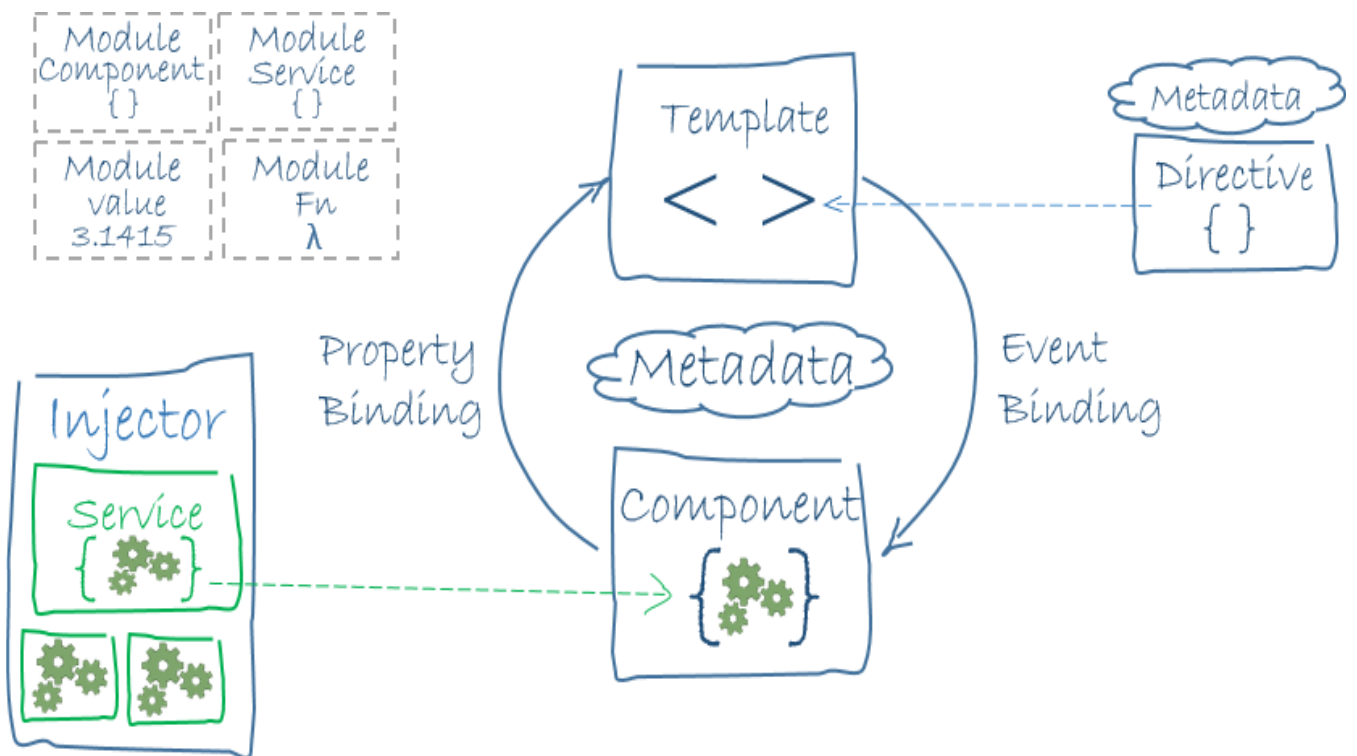 Module
Component
{ }
Module
Service
{ }
Module
value
3.1415
Module
Fn
λ
Template
< >
Metadata
Directive
{ }
Property
Binding
Metadata
Event
Binding
Injector
Service
{ }
Component
{ }